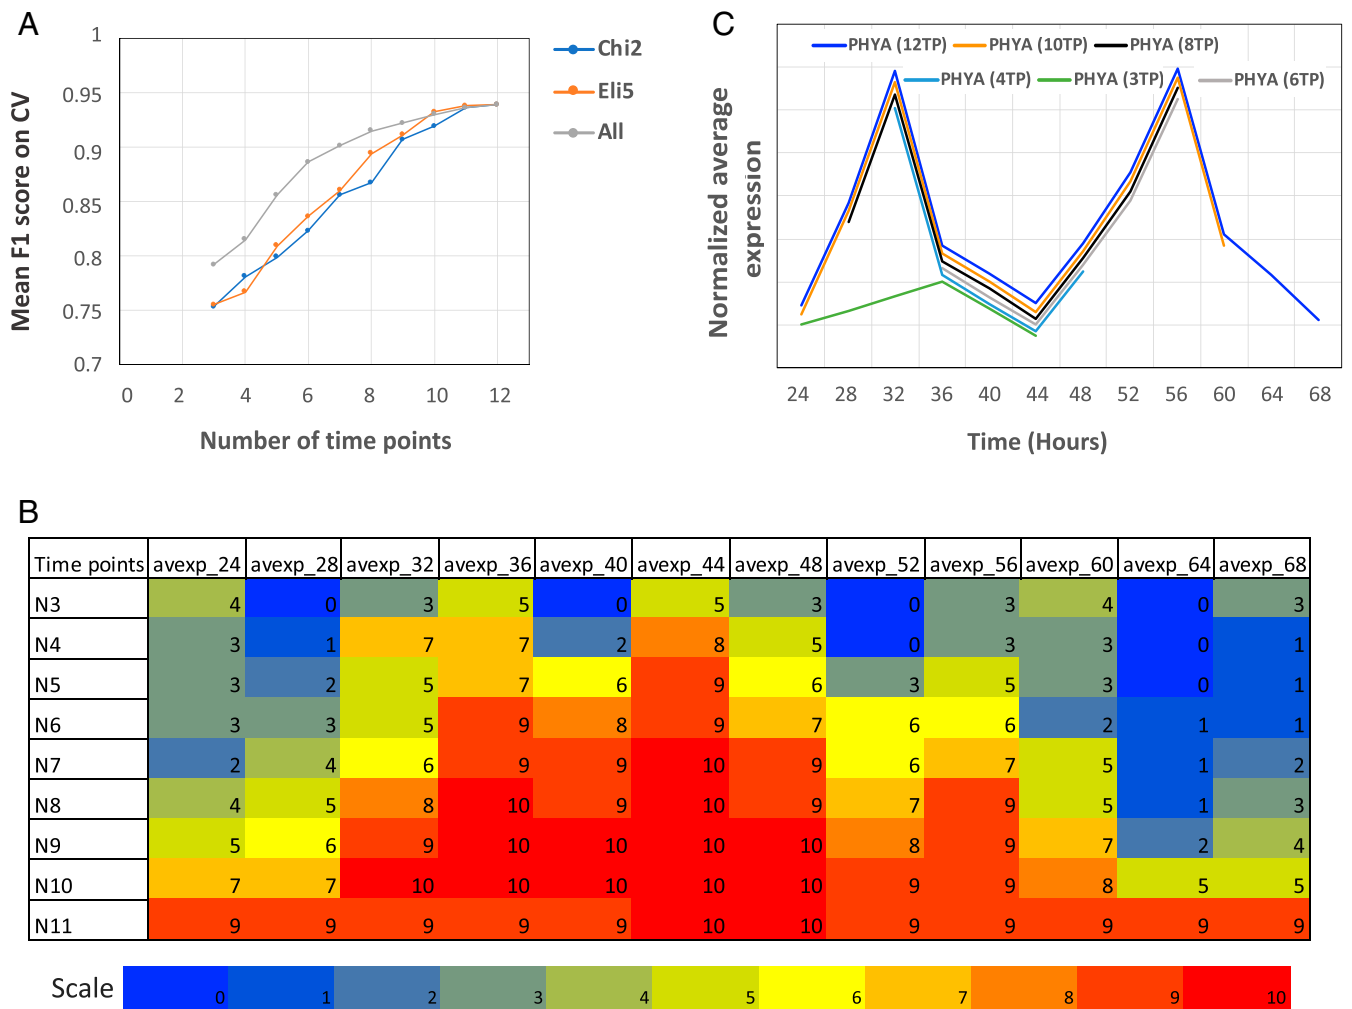 A
1
0.95
0.9
0.85
0.8
0.75
0.7
Mean F1 score on CV
0 2 4 6 8 10 12
Number of time points
Chi2
Eli5
All
C
PHYA (12TP) PHYA (10TP) PHYA (8TP)
PHYA (4TP) PHYA (3TP) PHYA (6TP)
Normalized average
expression
24 28 32 36 40 44 48 52 56 60 64 68
Time (Hours)
B
Time points avexp_24 avexp_28 avexp_32 avexp_36 avexp_40 avexp_44 avexp_48 avexp_52 avexp_56 avexp_60 avexp_64 avexp_68
N3 4 0 3 5 0 5 3 0 3 4 0 3
N4 3 1 7 7 2 8 5 0 3 3 0 1
N5 3 2 5 7 6 9 6 3 5 3 0 1
N6 3 3 5 9 8 9 7 6 6 2 1 1
N7 2 4 6 9 9 10 9 6 7 5 1 2
N8 4 5 8 10 9 10 9 7 9 5 1 3
N9 5 6 9 10 10 10 10 8 9 7 2 4
N10 7 7 10 10 10 10 10 9 9 8 5 5
N11 9 9 9 9 9 10 10 9 9 9 9 9
Scale 0 1 2 3 4 5 6 7 8 9 10